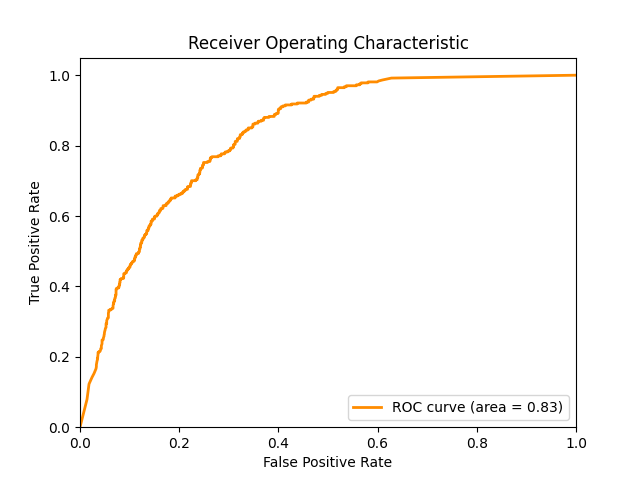 Receiver Operating Characteristic
True Positive Rate
1.0
0.8
0.6
0.4
0.2
0.0
ROC curve (area = 0.83)
0.0 0.2 0.4 0.6 0.8 1.0
False Positive Rate